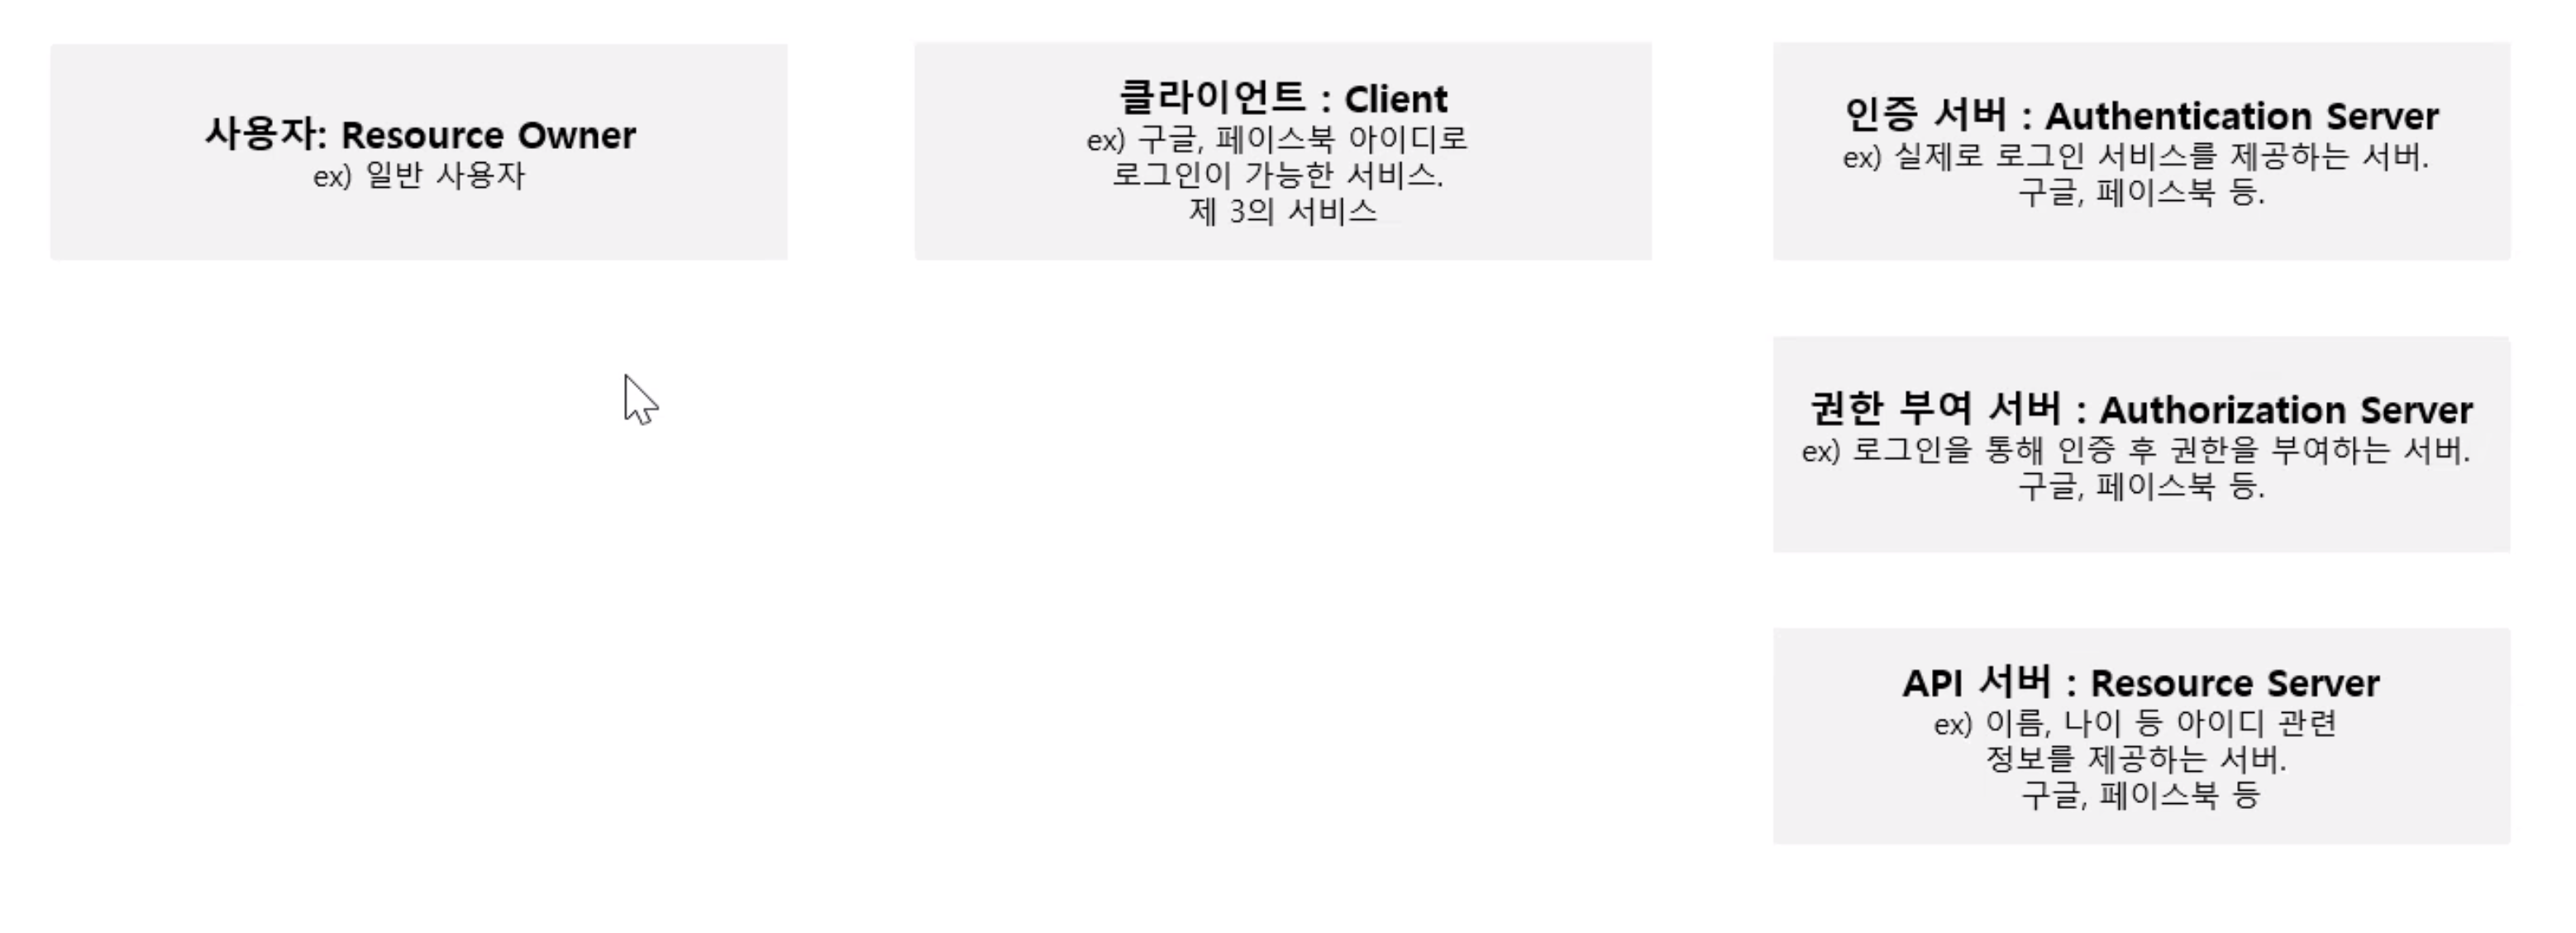 사용자: Resource Owner
ex) 일반 사용자
클라이언트 : Client
ex) 구글, 페이스북 아이디로
로그인이 가능한 서비스.
제 3의 서비스
인증 서버 : Authentication Server
ex) 실제로 로그인 서비스를 제공하는 서버.
구글, 페이스북 등.
권한 부여 서버 : Authorization Server
ex) 로그인을 통해 인증 후 권한을 부여하는 서버.
구글, 페이스북 등.
API 서버 : Resource Server
ex) 이름, 나이 등 아이디 관련
정보를 제공하는 서버.
구글, 페이스북 등